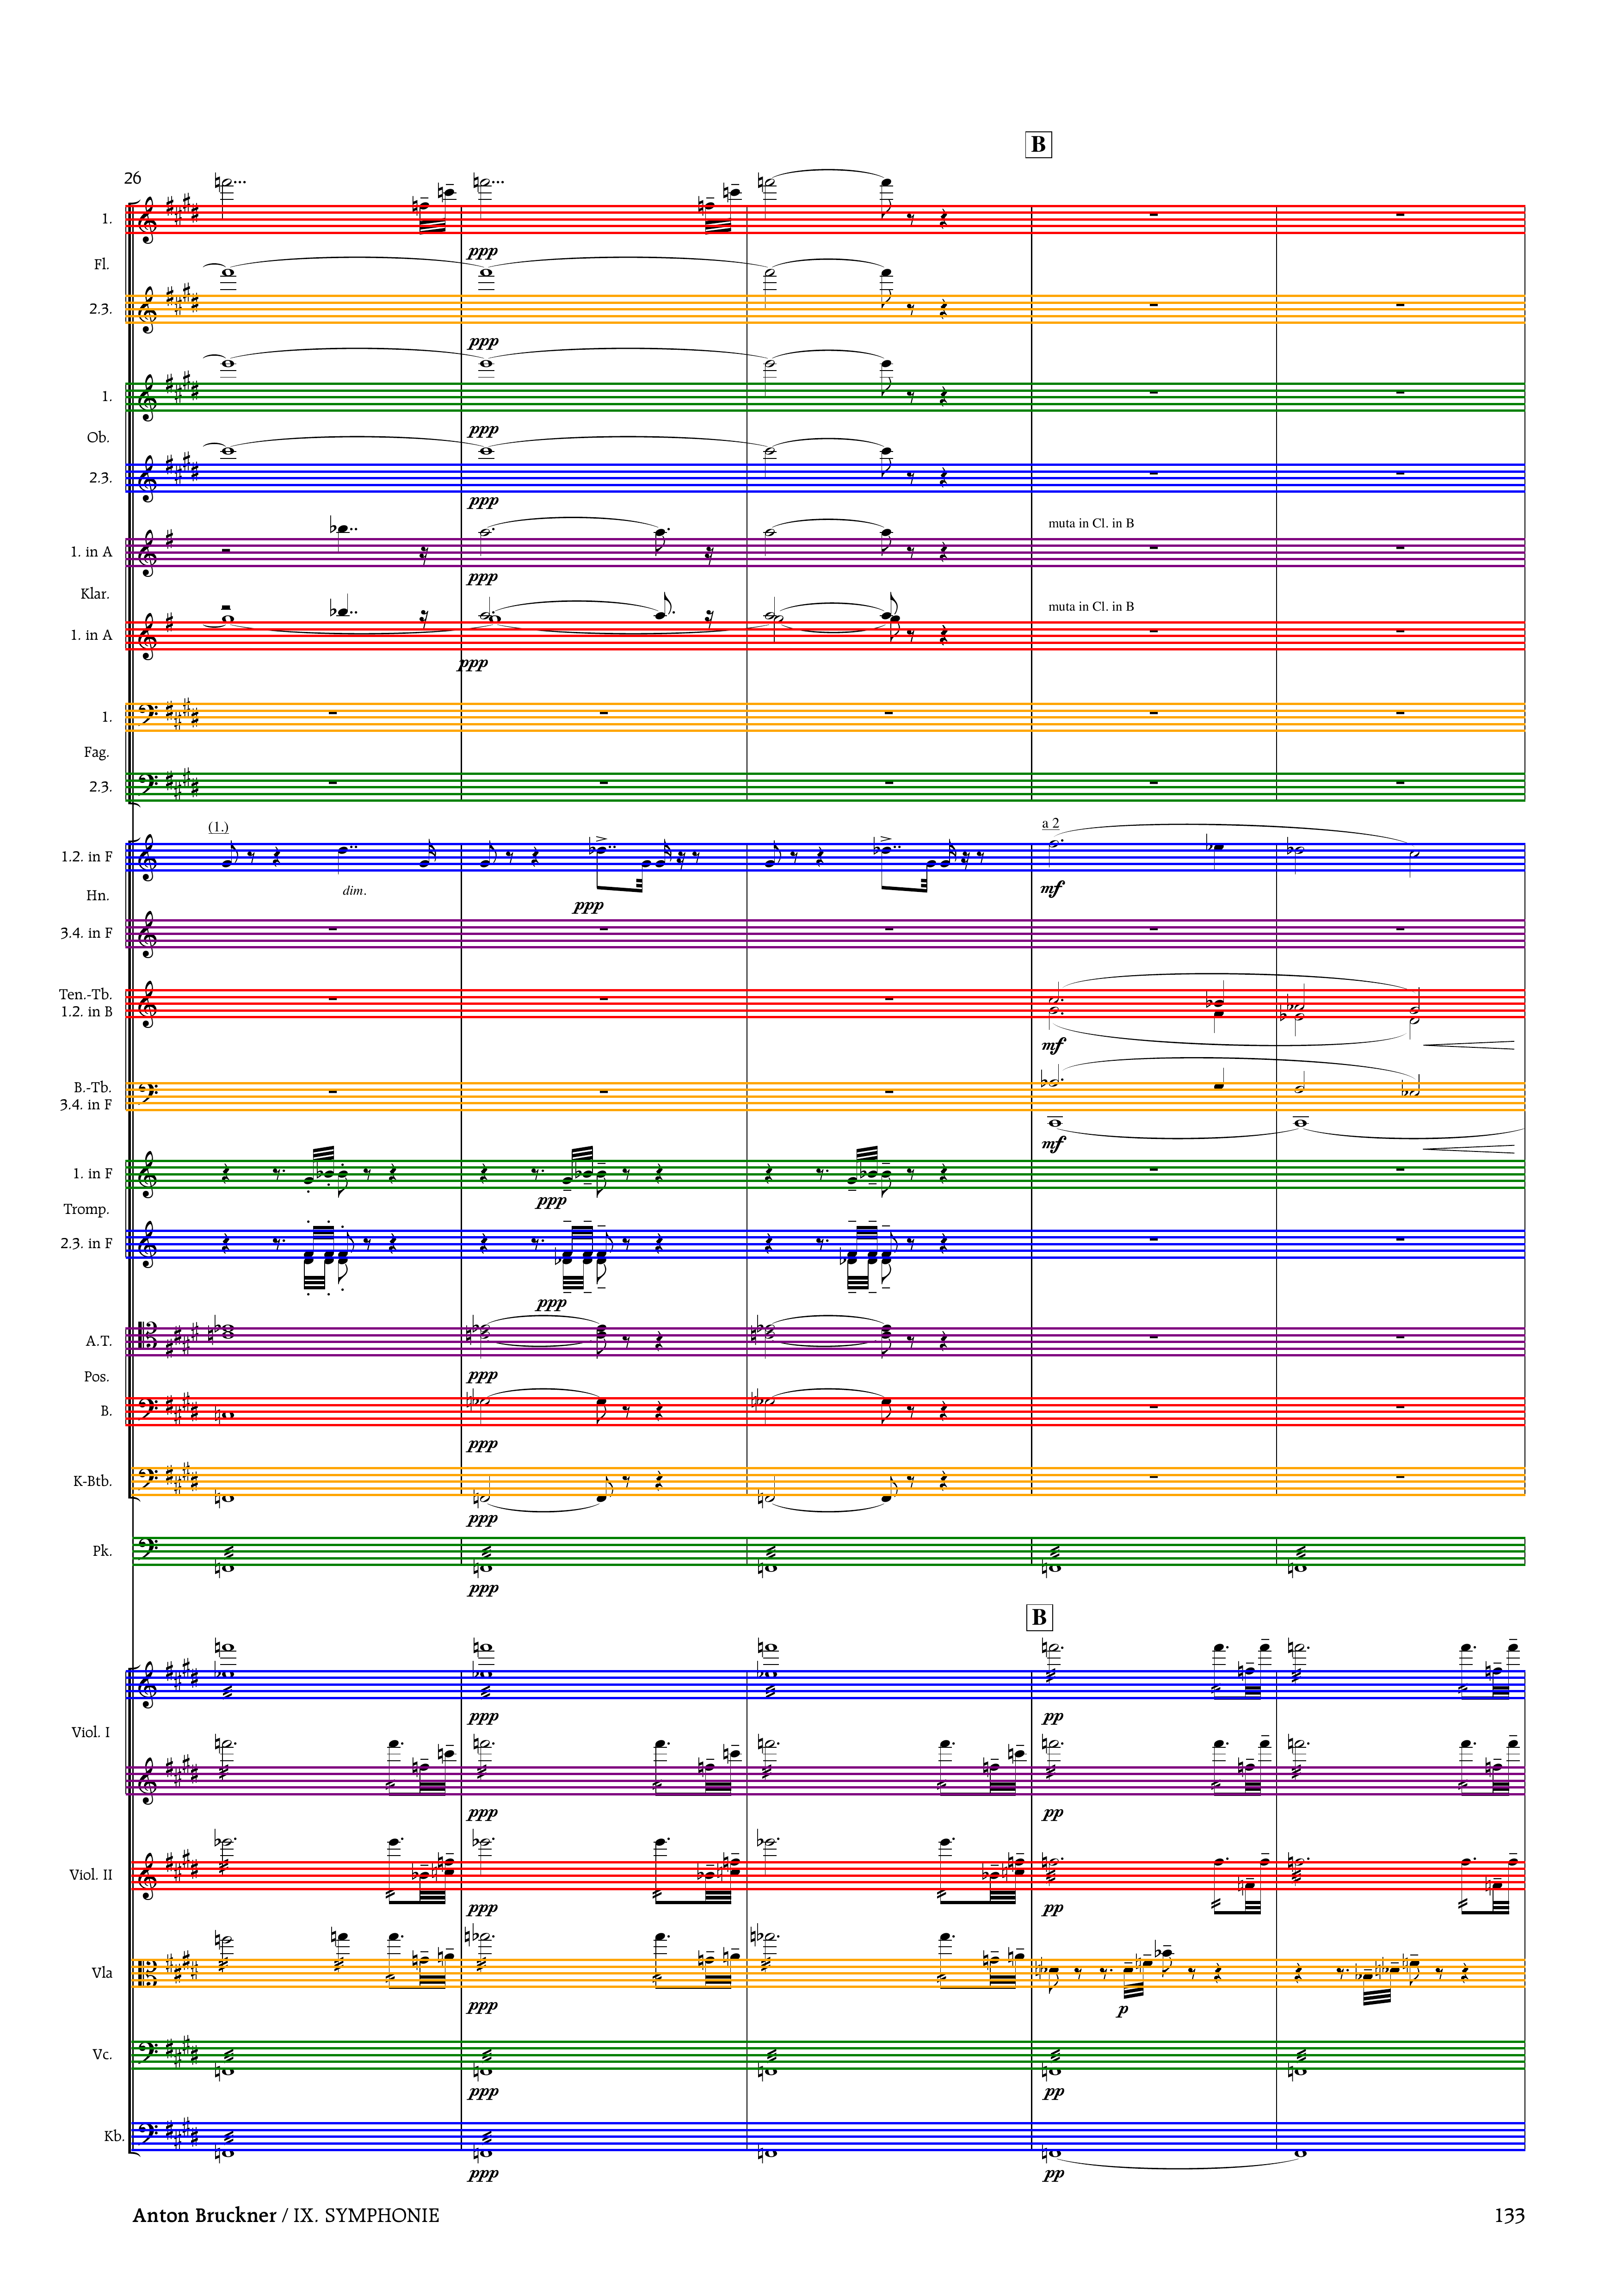 B
26
1.
ppp
Fl.
2.3.
ppp
1.
ppp
Ob.
2.3.
ppp
muta in Cl. in B
1. in A
ppp
Klar.
muta in Cl. in B
1. in A
ppp
1.
Fag.
2.3.
(1.) a 2
1.2. in F
dim. mf
Hn. ppp
3.4. in F
Ten.-Tb.
1.2. in B
mf
B.-Tb.
3.4. in F
mf
1. in F
ppp
Tromp.
2.3. in F
ppp
A.T.
ppp
Pos.
B.
ppp
K-Btb.
ppp
Pk.
ppp
B
ppp pp
Viol. I
ppp pp
Viol. II
ppp pp
Vla
ppp p
Vc.
ppp pp
Kb.
ppp pp
Anton Bruckner / IX. SYMPHONIE 133